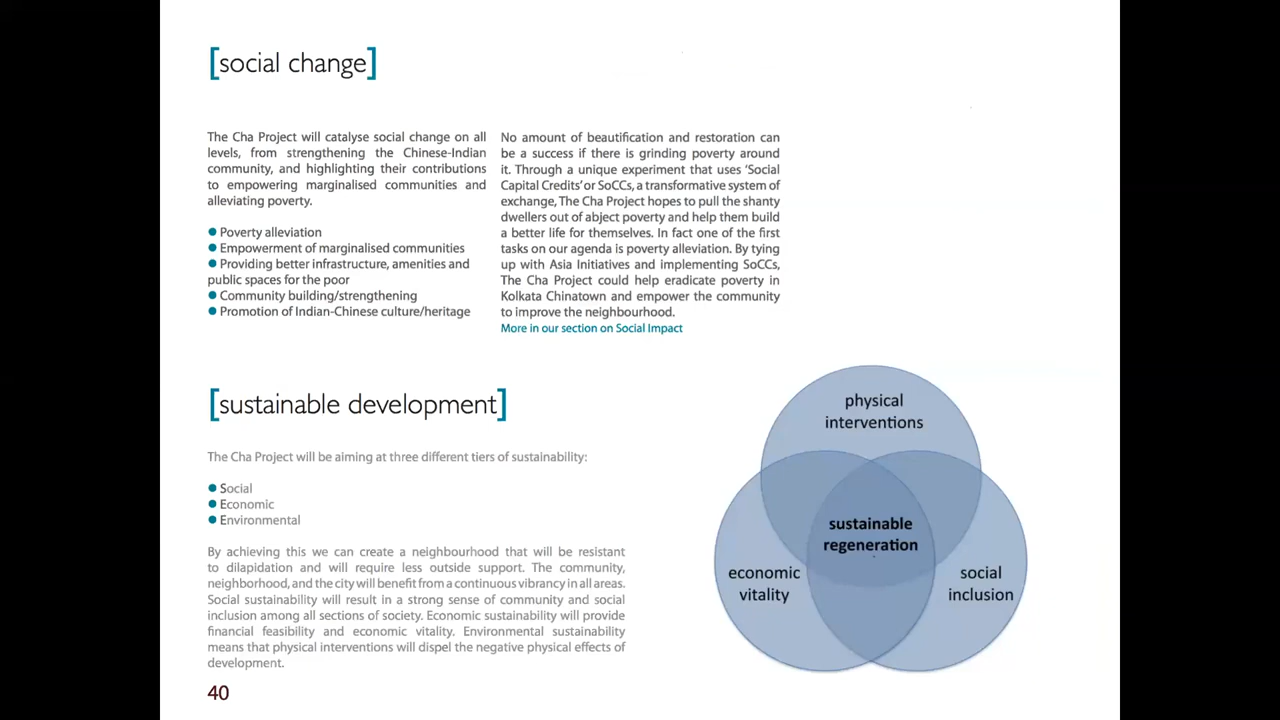 [social change]
The Cha Project will catalyse social change on all
levels, from strengthening the Chinese-Indian
community, and highlighting their contributions
to empowering marginalised communities and
alleviating poverty.
● Poverty alleviation
● Empowerment of marginalised communities
● Providing better infrastructure, amenities and
public spaces for the poor
● Community building/strengthening
● Promotion of Indian-Chinese culture/heritage
No amount of beautification and restoration can
be a success if there is grinding poverty around
it. Through a unique experiment that uses ‘Social
Capital Credits’ or SoCCs, a transformative system of
exchange, The Cha Project hopes to pull the shanty
dwellers out of abject poverty and help them build
a better life for themselves. In fact one of the first
tasks on our agenda is poverty alleviation. By tying
up with Asia Initiatives and implementing SoCCs,
The Cha Project could help eradicate poverty in
Kolkata Chinatown and empower the community
to improve the neighbourhood.
More in our section on Social Impact
[sustainable development]
The Cha Project will be aiming at three different tiers of sustainability:
● Social
● Economic
● Environmental
By achieving this we can create a neighbourhood that will be resistant
to dilapidation and will require less outside support. The community,
neighborhood, and the city will benefit from a continuous vibrancy in all areas.
Social sustainability will result in a strong sense of community and social
inclusion among all sections of society. Economic sustainability will provide
financial feasibility and economic vitality. Environmental sustainability
means that physical interventions will dispel the negative physical effects of
development.
physical
interventions
sustainable
regeneration
economic
vitality
social
inclusion
40